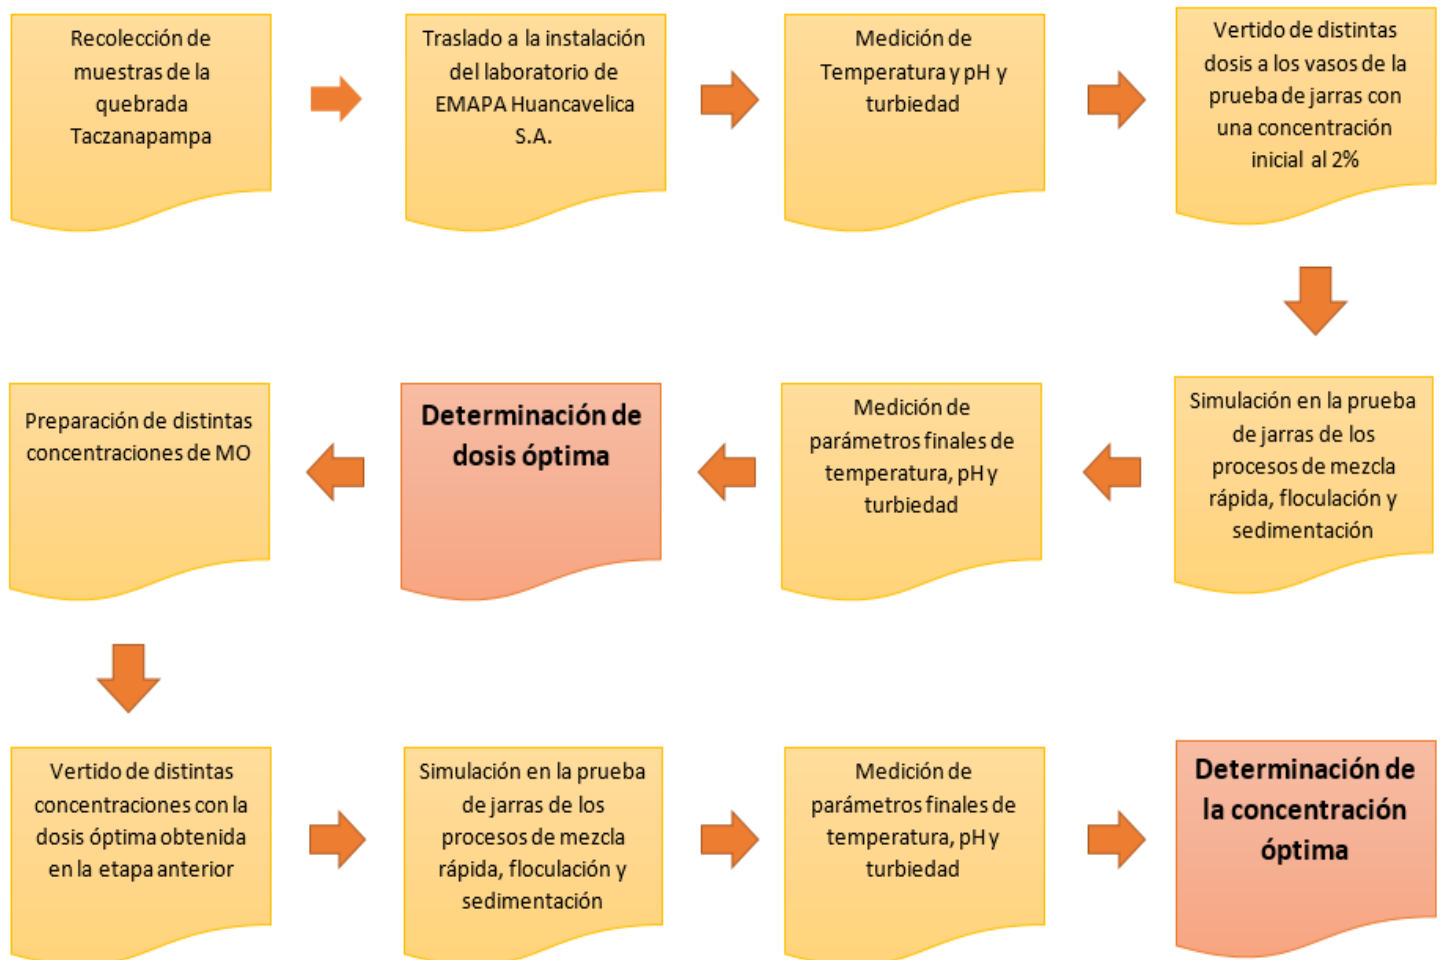 Recolección de
muestras de la
quebrada
Taczanapampa
Traslado a la instalación
del laboratorio de
EMAPA Huancavelica
S.A.
Medición de
Temperatura y pH y
turbiedad
Vertido de distintas
dosis a los vasos de la
prueba de jarras con
una concentración
inicial al 2%
Simulación en la prueba
de jarras de los
procesos de mezcla
rápida, floculación y
sedimentación
Medición de
parámetros finales de
temperatura, pH y
turbiedad
Determinación de
dosis óptima
Preparación de distintas
concentraciones de MO
Vertido de distintas
concentraciones con la
dosis óptima obtenida
en la etapa anterior
Simulación en la prueba
de jarras de los
procesos de mezcla
rápida, floculación y
sedimentación
Medición de
parámetros finales de
temperatura, pH y
turbiedad
Determinación de
la concentración
óptima